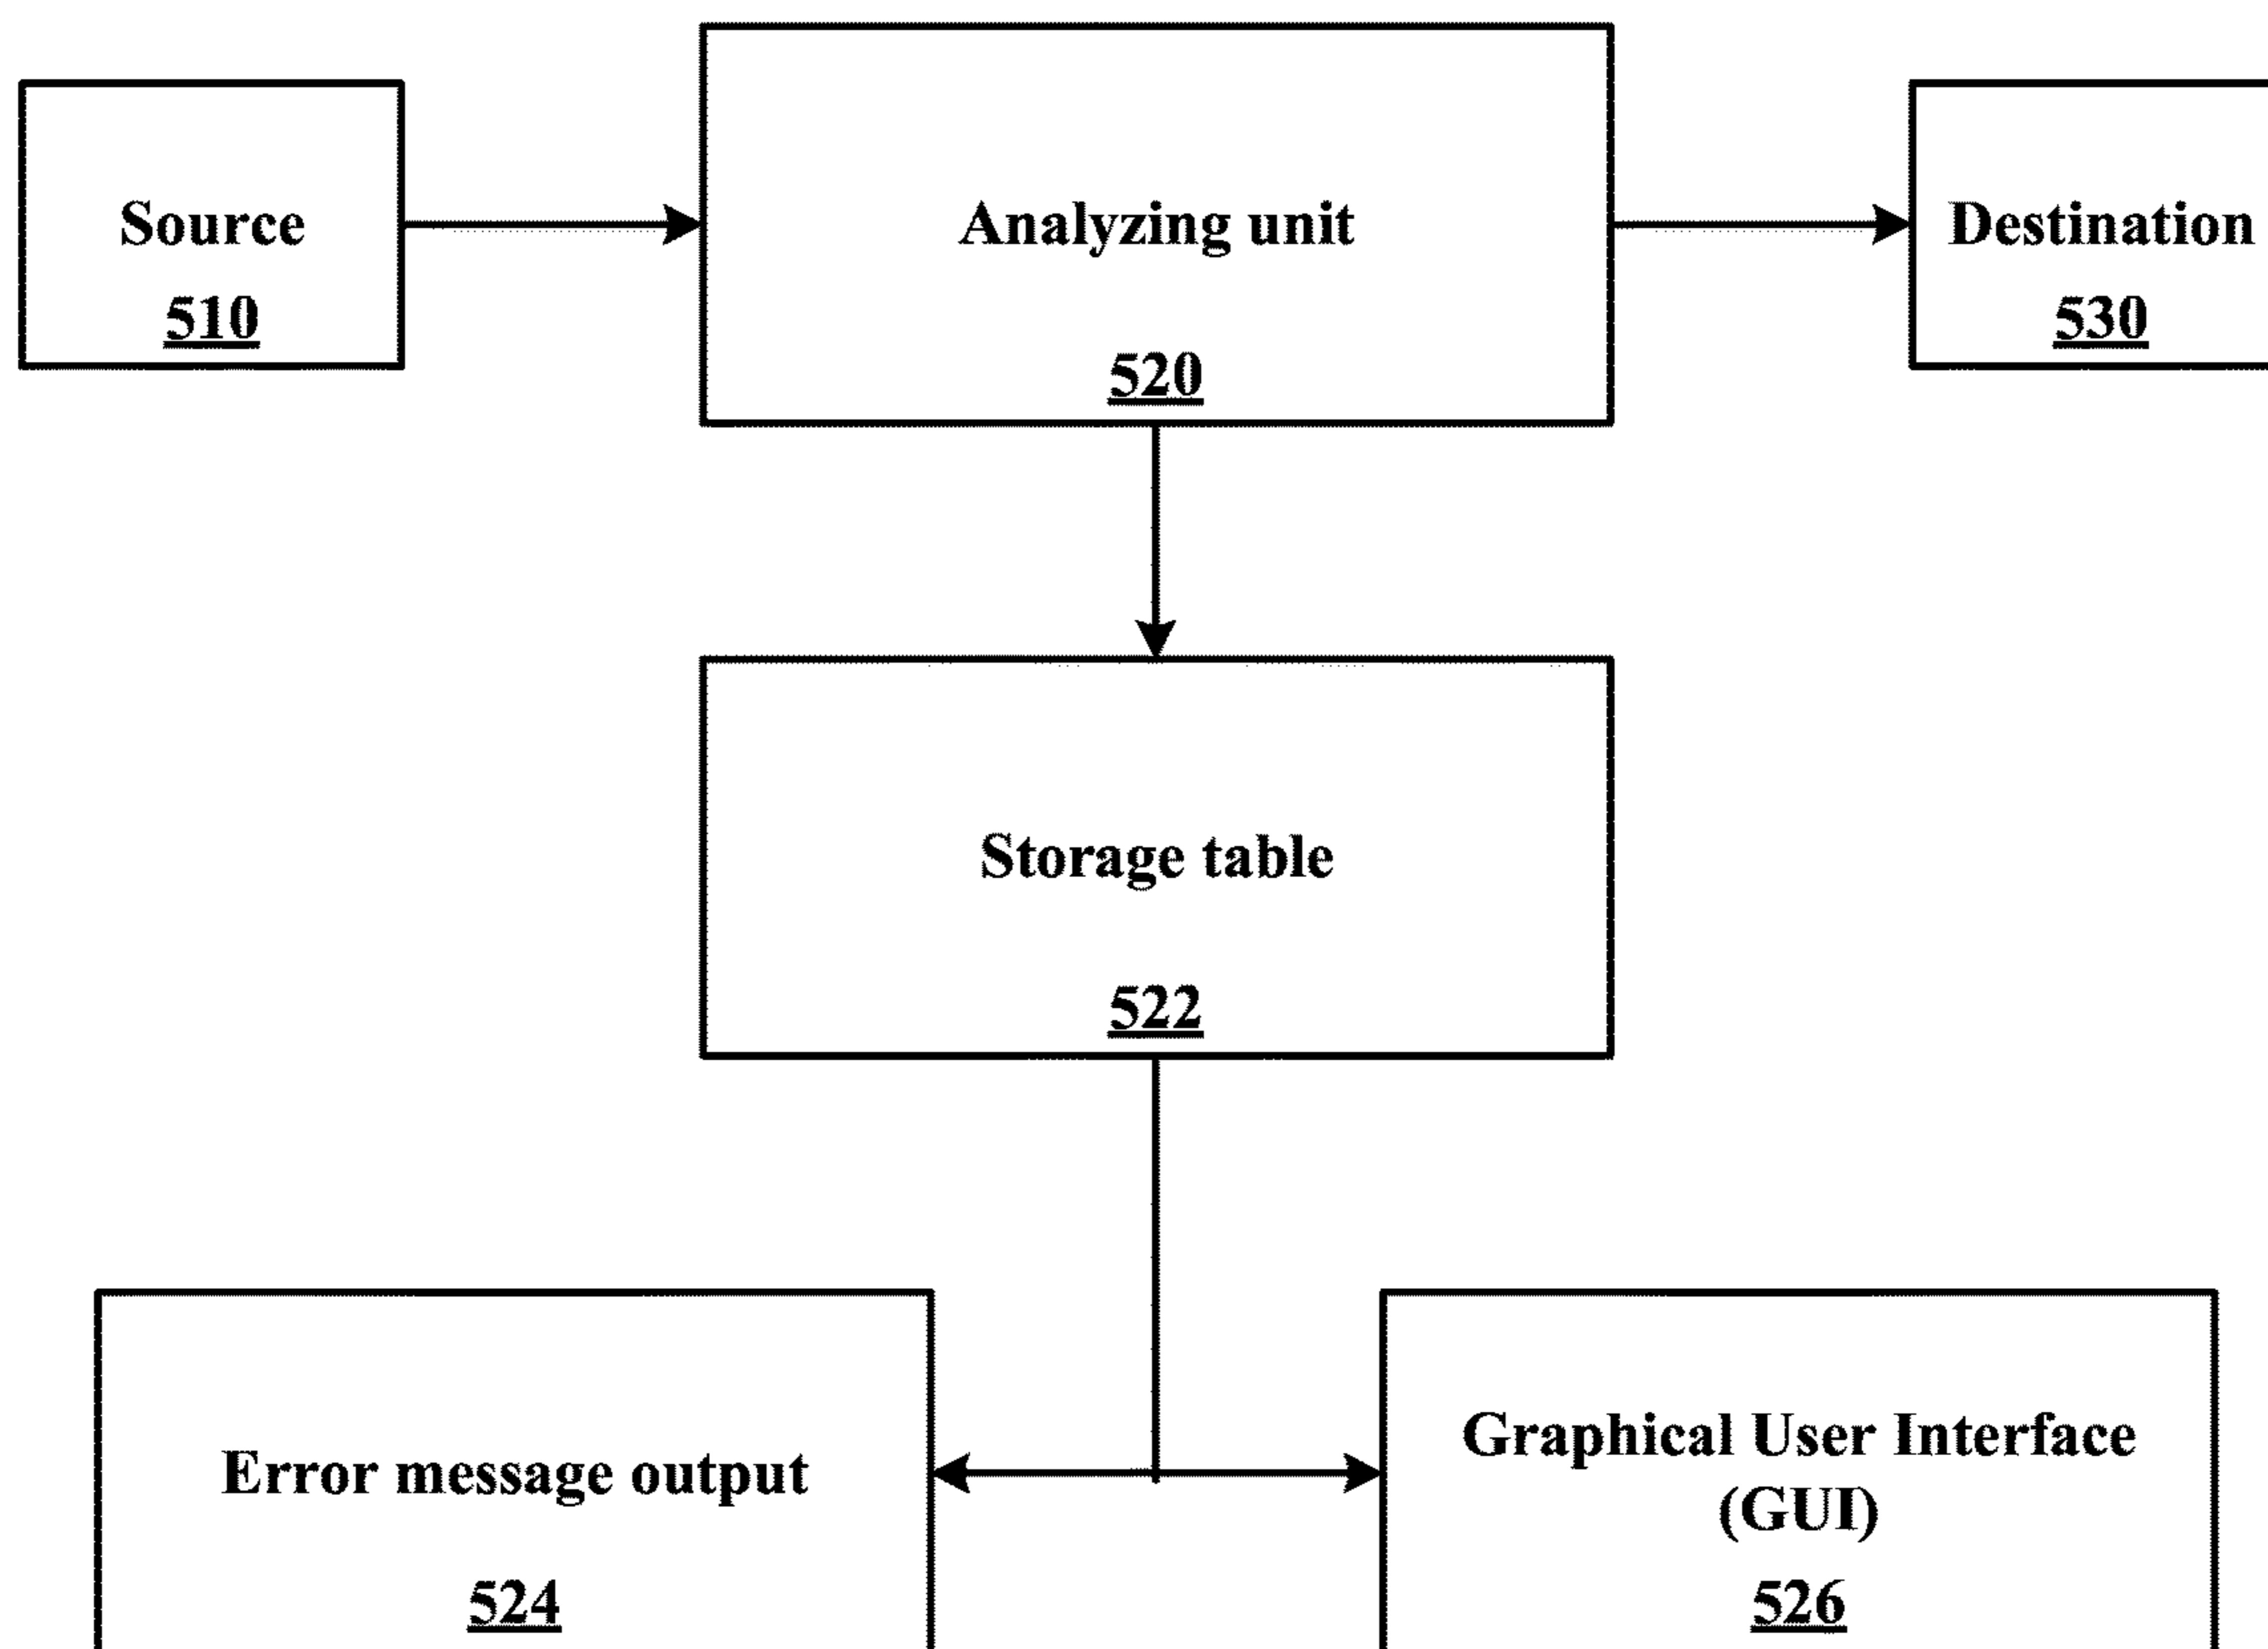 Source
510
Analyzing unit
520
Destination
530
Storage table
522
Error message output
524
Graphical User Interface
(GUI)
526